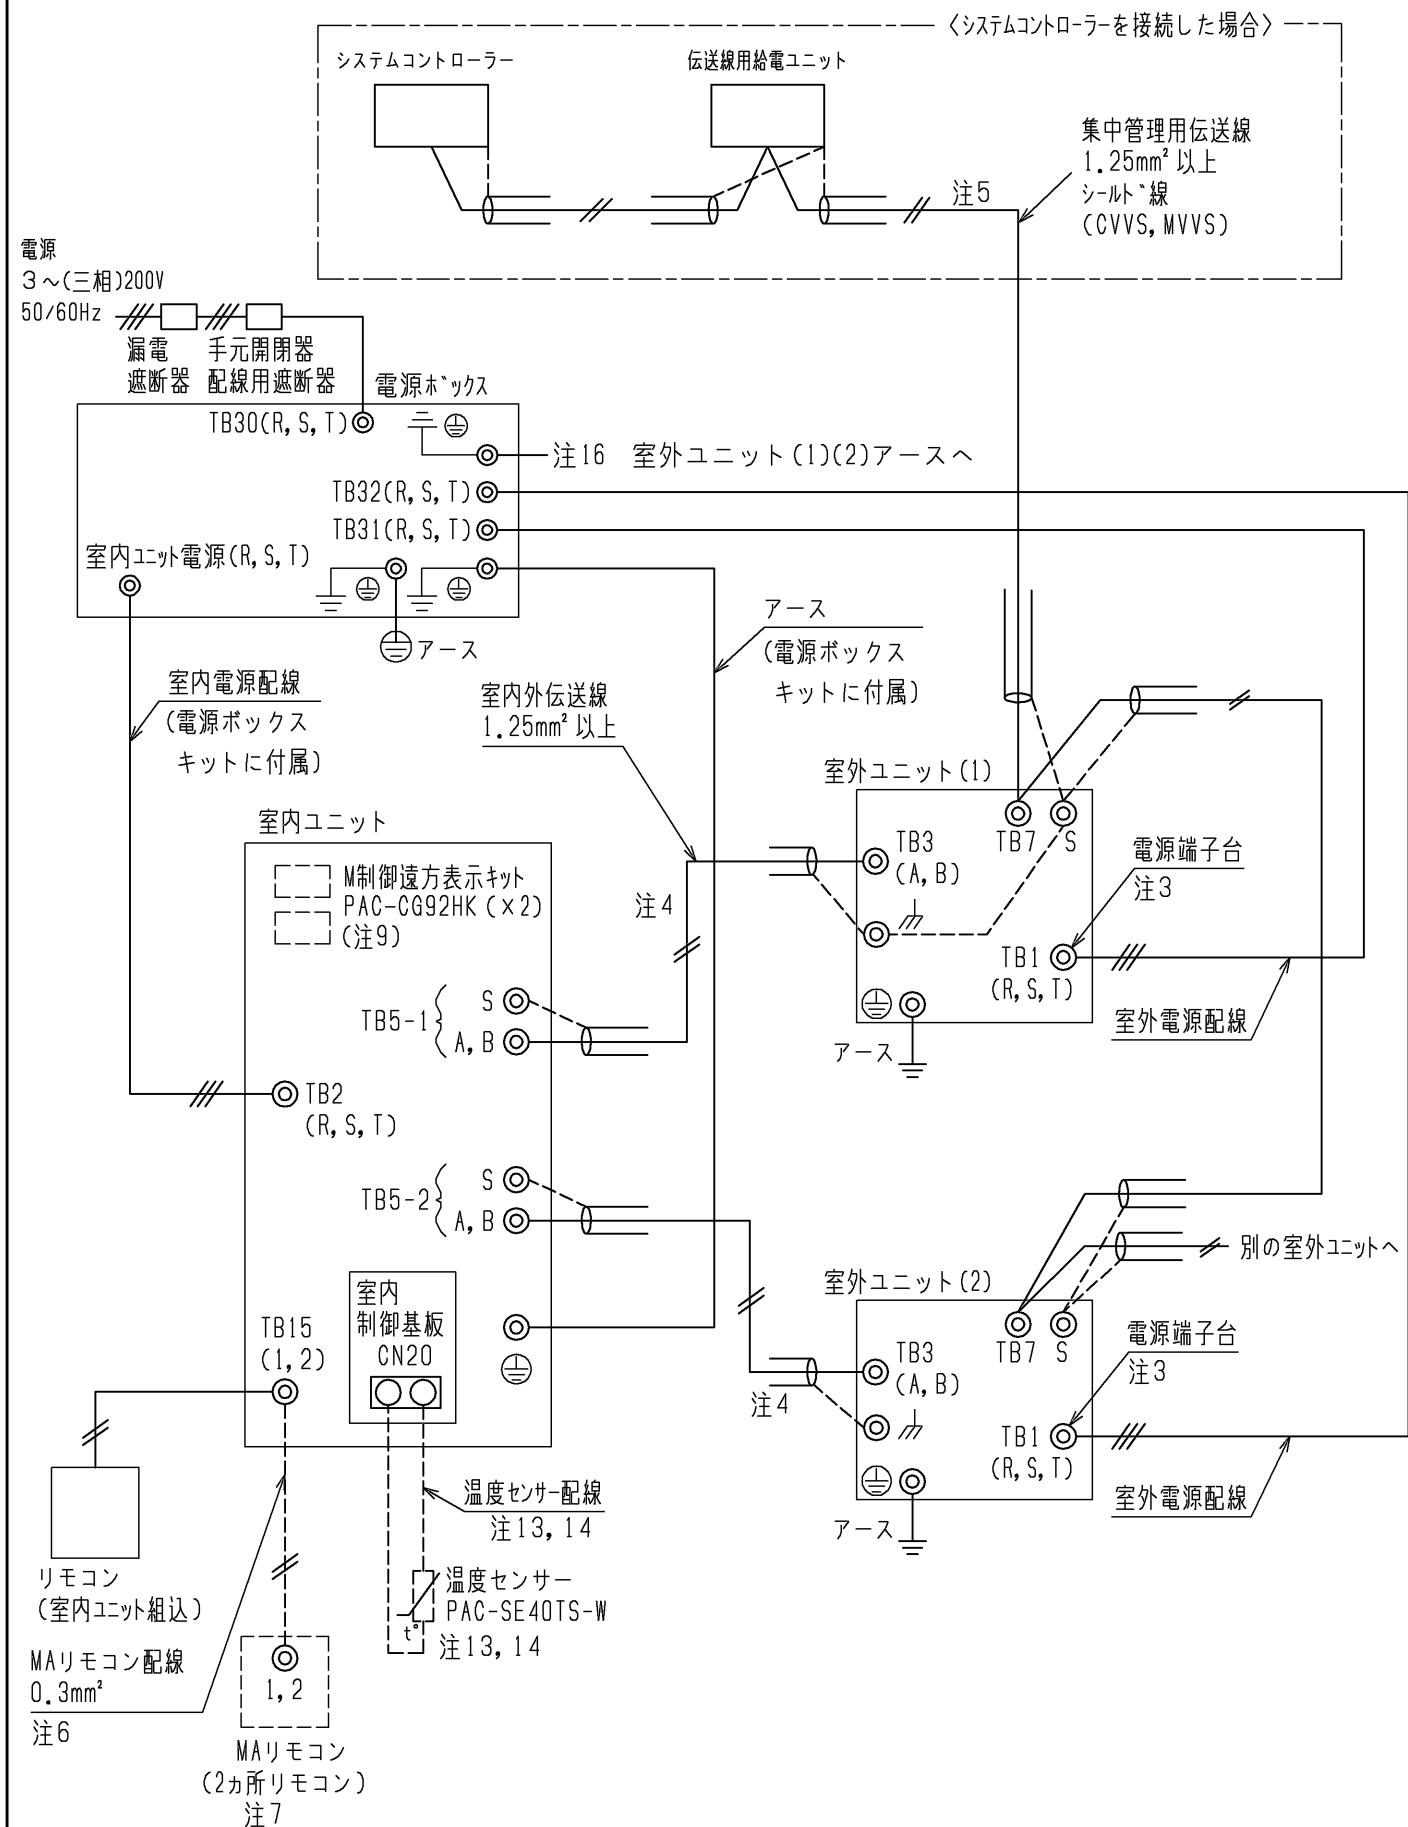 〈システムコントローラーを接続した場合〉
システムコントローラー
伝送線用給電ユニット
集中管理用伝送線
1.25mm² 以上
シールド線
(CVVS, MVVS)
注5
電源
3～(三相)200V
50/60Hz
漏電
遮断器
手元開閉器
配線用遮断器
電源ボックス
TB30(R, S, T)
注16 室外ユニット(1)(2)アースへ
TB32(R, S, T)
TB31(R, S, T)
室内ユニット電源(R, S, T)
アース
アース
(電源ボックス
キットに付属)
室内電源配線
(電源ボックス
キットに付属)
室内外伝送線
1.25mm² 以上
室外ユニット(1)
TB7 S
TB3
(A, B)
電源端子台
注3
TB1
(R, S, T)
室外電源配線
アース
注4
室内ユニット
M制御遠方表示キット
PAC-CG92HK(×2)
(注9)
TB5-1
S
A, B
TB2
(R, S, T)
TB5-2
S
A, B
別の室外ユニットへ
室外ユニット(2)
TB7 S
TB3
(A, B)
電源端子台
注3
TB1
(R, S, T)
室外電源配線
アース
注4
室内
制御基板
CN20
TB15
(1, 2)
温度センサー配線
注13, 14
温度センサー
PAC-SE40TS-W
注13, 14
t°
リモコン
(室内ユニット組込)
MAリモコン配線
0.3mm²
注6
1, 2
MAリモコン
(2ヵ所リモコン)
注7